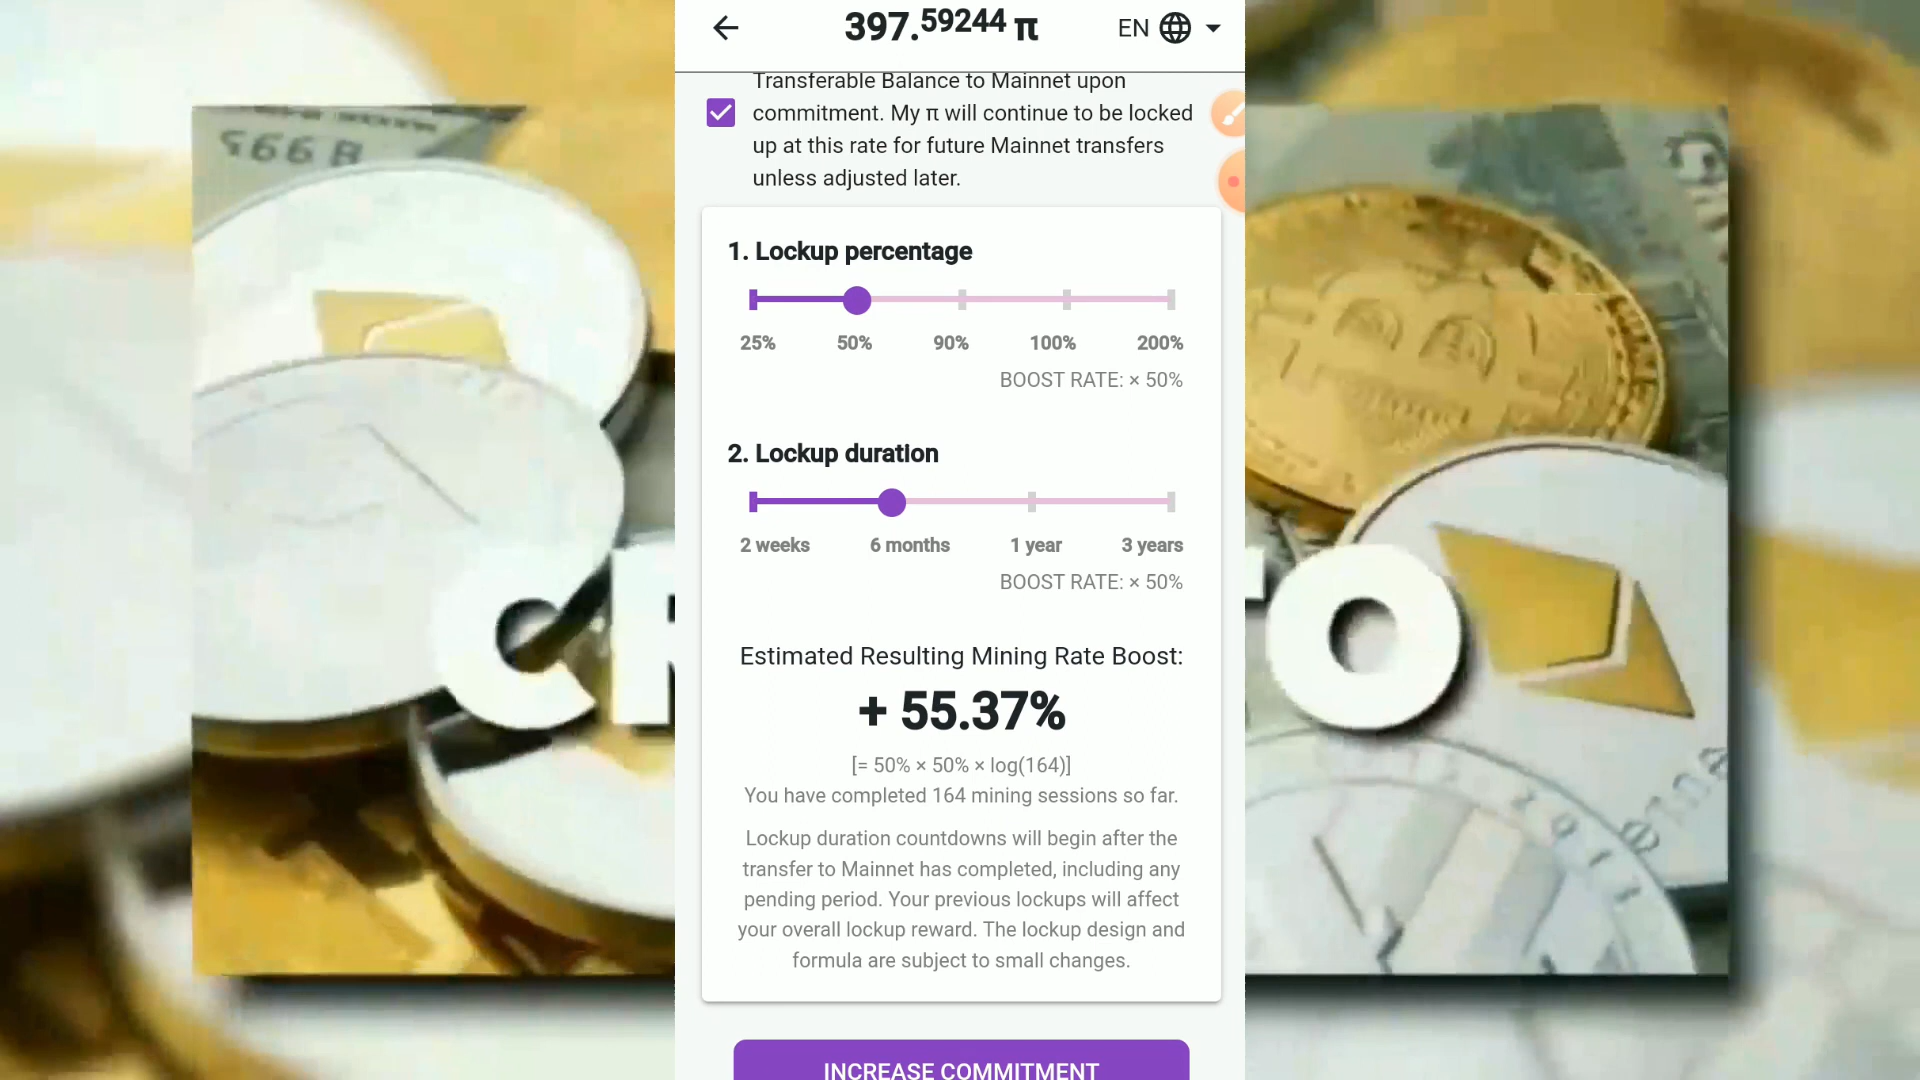 397.59244 π
EN
Transferable Balance to Mainnet upon
commitment. My π will continue to be locked
up at this rate for future Mainnet transfers
unless adjusted later.
1. Lockup percentage
25% 50% 90% 100% 200%
BOOST RATE: × 50%
2. Lockup duration
2 weeks 6 months 1 year 3 years
BOOST RATE: × 50%
Estimated Resulting Mining Rate Boost:
+ 55.37%
[= 50% × 50% × log(164)]
You have completed 164 mining sessions so far.
Lockup duration countdowns will begin after the
transfer to Mainnet has completed, including any
pending period. Your previous lockups will affect
your overall lockup reward. The lockup design and
formula are subject to small changes.
INCREASE COMMITMENT